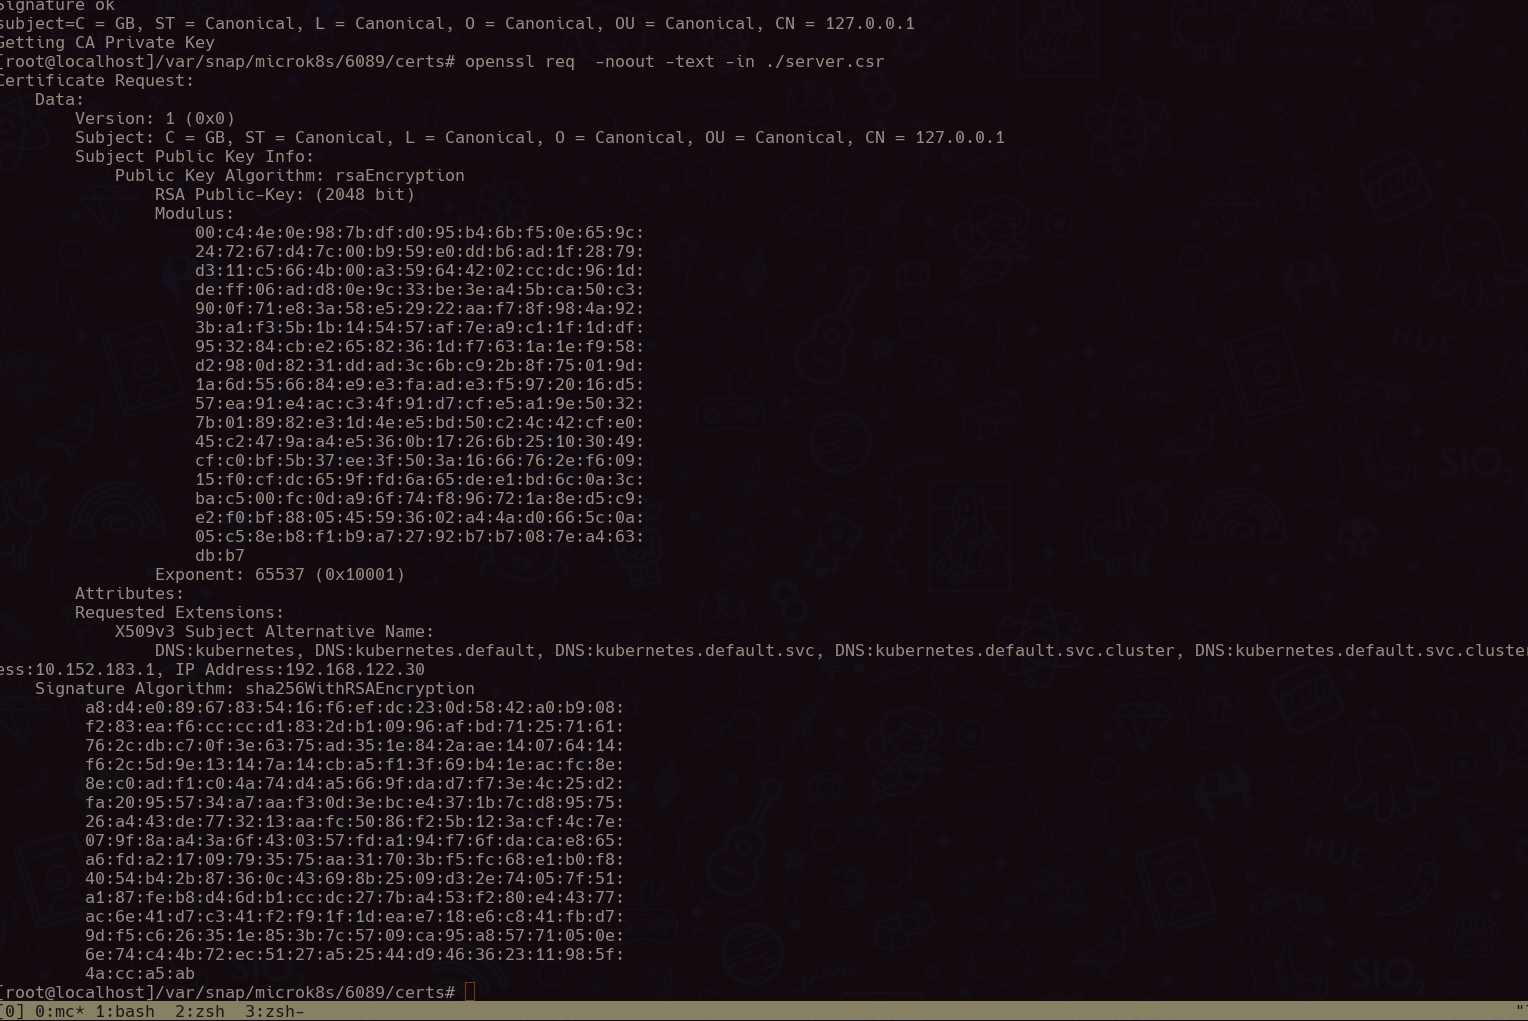 Signature ok
subject=C = GB, ST = Canonical, L = Canonical, O = Canonical, OU = Canonical, CN = 127.0.0.1
Getting CA Private Key
[root@localhost]/var/snap/microk8s/6089/certs# openssl req  -noout -text -in ./server.csr
Certificate Request:
    Data:
        Version: 1 (0x0)
        Subject: C = GB, ST = Canonical, L = Canonical, O = Canonical, OU = Canonical, CN = 127.0.0.1
        Subject Public Key Info:
            Public Key Algorithm: rsaEncryption
                RSA Public-Key: (2048 bit)
                Modulus:
                    00:c4:4e:0e:98:7b:df:d0:95:b4:6b:f5:0e:65:9c:
                    24:72:67:d4:7c:00:b9:59:e0:dd:b6:ad:1f:28:79:
                    d3:11:c5:66:4b:00:a3:59:64:42:02:cc:dc:96:1d:
                    de:ff:06:ad:d8:0e:9c:33:be:3e:a4:5b:ca:50:c3:
                    90:0f:71:e8:3a:58:e5:29:22:aa:f7:8f:98:4a:92:
                    3b:a1:f3:5b:1b:14:54:57:af:7e:a9:c1:1f:1d:df:
                    95:32:84:cb:e2:65:82:36:1d:f7:63:1a:1e:f9:58:
                    d2:98:0d:82:31:dd:ad:3c:6b:c9:2b:8f:75:01:9d:
                    1a:6d:55:66:84:e9:e3:fa:ad:e3:f5:97:20:16:d5:
                    57:ea:91:e4:ac:c3:4f:91:d7:cf:e5:a1:9e:50:32:
                    7b:01:89:82:e3:1d:4e:e5:bd:50:c2:4c:42:cf:e0:
                    45:c2:47:9a:a4:e5:36:0b:17:26:6b:25:10:30:49:
                    cf:c0:bf:5b:37:ee:3f:50:3a:16:66:76:2e:f6:09:
                    15:f0:cf:dc:65:9f:fd:6a:65:de:e1:bd:6c:0a:3c:
                    ba:c5:00:fc:0d:a9:6f:74:f8:96:72:1a:8e:d5:c9:
                    e2:f0:bf:88:05:45:59:36:02:a4:4a:d0:66:5c:0a:
                    05:c5:8e:b8:f1:b9:a7:27:92:b7:b7:08:7e:a4:63:
                    db:b7
                Exponent: 65537 (0x10001)
        Attributes:
        Requested Extensions:
            X509v3 Subject Alternative Name:
                DNS:kubernetes, DNS:kubernetes.default, DNS:kubernetes.default.svc, DNS:kubernetes.default.svc.cluster, DNS:kubernetes.default.svc.cluste
ess:10.152.183.1, IP Address:192.168.122.30
    Signature Algorithm: sha256WithRSAEncryption
         a8:d4:e0:89:67:83:54:16:f6:ef:dc:23:0d:58:42:a0:b9:08:
         f2:83:ea:f6:cc:cc:d1:83:2d:b1:09:96:af:bd:71:25:71:61:
         76:2c:db:c7:0f:3e:63:75:ad:35:1e:84:2a:ae:14:07:64:14:
         f6:2c:5d:9e:13:14:7a:14:cb:a5:f1:3f:69:b4:1e:ac:fc:8e:
         8e:c0:ad:f1:c0:4a:74:d4:a5:66:9f:da:d7:f7:3e:4c:25:d2:
         fa:20:95:57:34:a7:aa:f3:0d:3e:bc:e4:37:1b:7c:d8:95:75:
         26:a4:43:de:77:32:13:aa:fc:50:86:f2:5b:12:3a:cf:4c:7e:
         07:9f:8a:a4:3a:6f:43:03:57:fd:a1:94:f7:6f:da:ca:e8:65:
         a6:fd:a2:17:09:79:35:75:aa:31:70:3b:f5:fc:68:e1:b0:f8:
         40:54:b4:2b:87:36:0c:43:69:8b:25:09:d3:2e:74:05:7f:51:
         a1:87:fe:b8:d4:6d:b1:cc:dc:27:7b:a4:53:f2:80:e4:43:77:
         ac:6e:41:d7:c3:41:f2:f9:1f:1d:ea:e7:18:e6:c8:41:fb:d7:
         9d:f5:c6:26:35:1e:85:3b:7c:57:09:ca:95:a8:57:71:05:0e:
         6e:74:c4:4b:72:ec:51:27:a5:25:44:d9:46:36:23:11:98:5f:
         4a:cc:a5:ab
[root@localhost]/var/snap/microk8s/6089/certs#
[0] 0:mc* 1:bash  2:zsh  3:zsh-